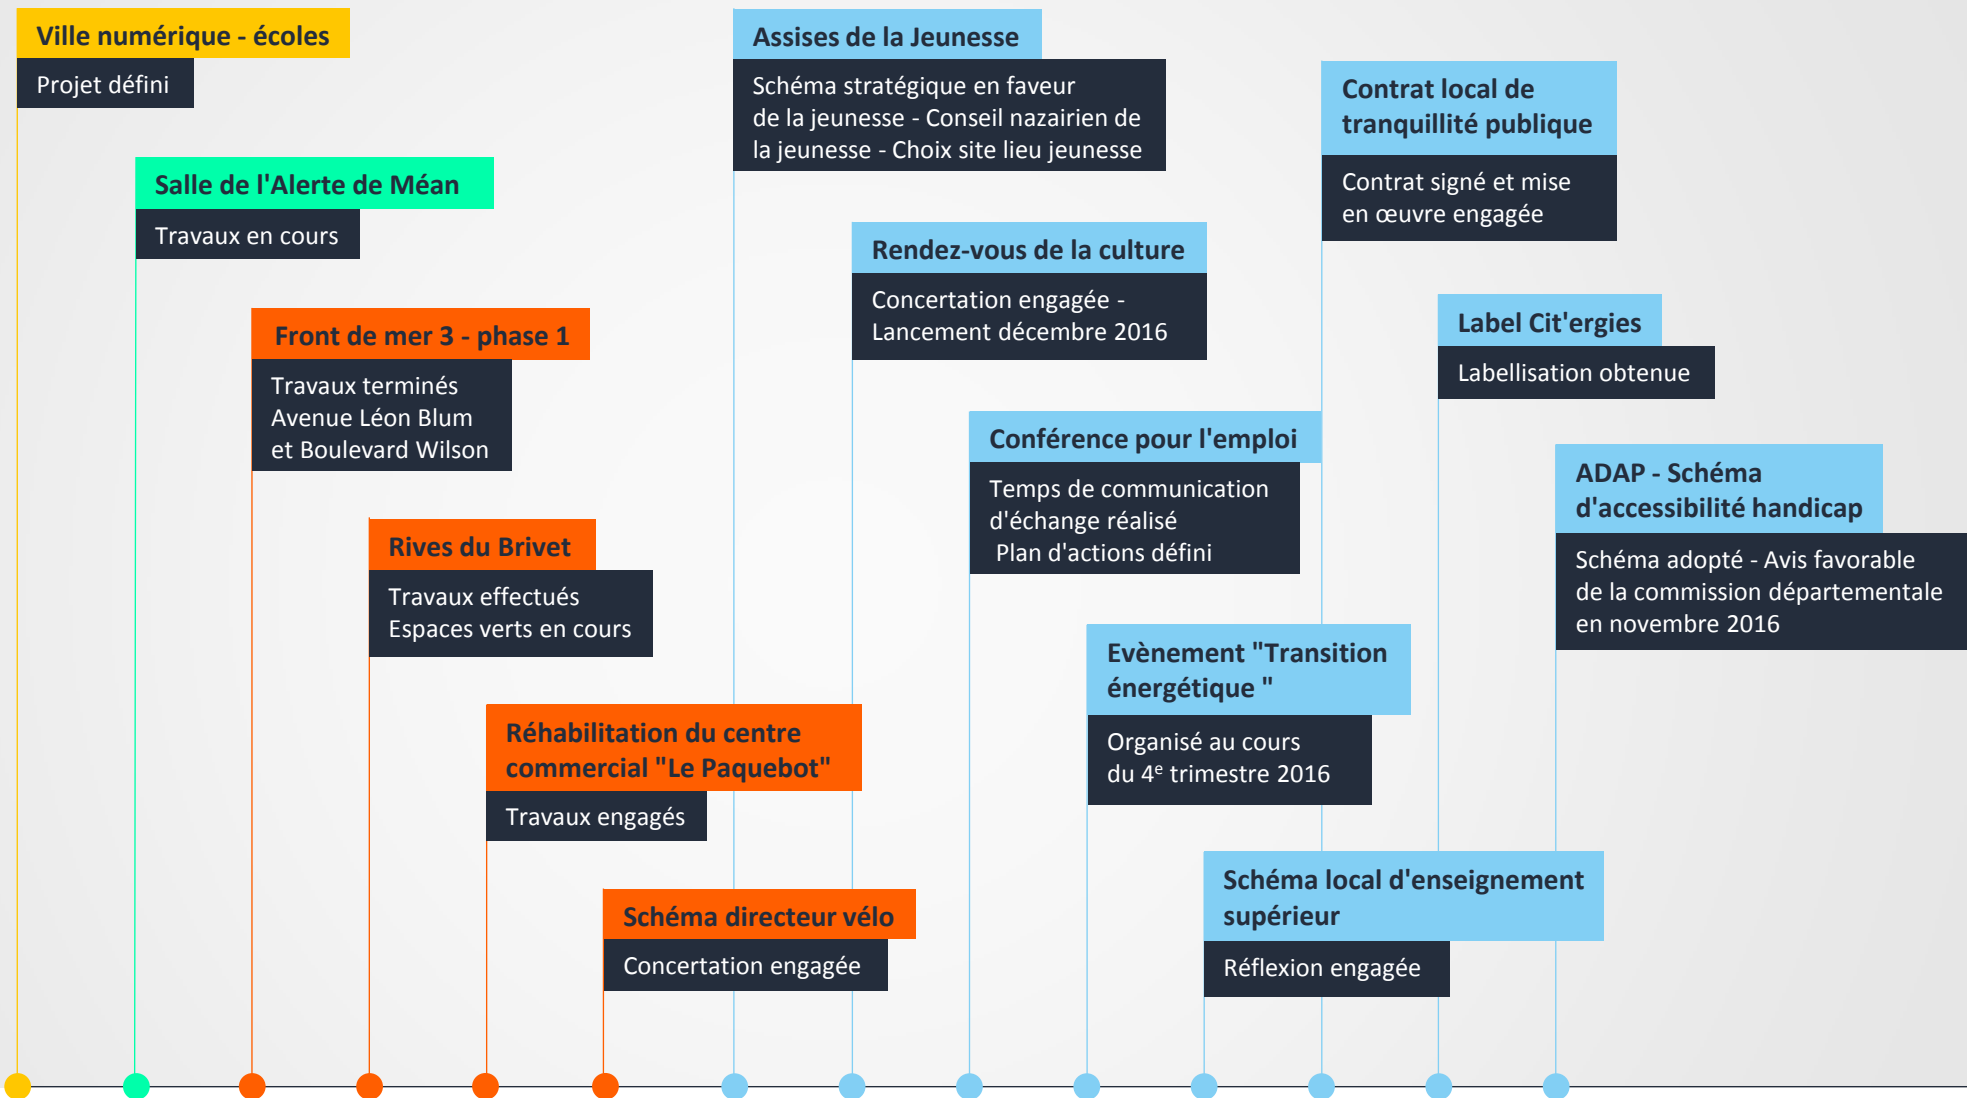 Ville numérique - écoles
Projet défini
Salle de l'Alerte de Méan
Travaux en cours
Front de mer 3 - phase 1
Travaux terminés
Avenue Léon Blum
et Boulevard Wilson
Rives du Brivet
Travaux effectués
Espaces verts en cours
Réhabilitation du centre
commercial "Le Paquebot"
Travaux engagés
Schéma directeur vélo
Concertation engagée
Assises de la Jeunesse
Schéma stratégique en faveur
de la jeunesse - Conseil nazairien de
la jeunesse - Choix site lieu jeunesse
Rendez-vous de la culture
Concertation engagée -
Lancement décembre 2016
Conférence pour l'emploi
Temps de communication
d'échange réalisé
Plan d'actions défini
Evènement "Transition
énergétique "
Organisé au cours
du 4e trimestre 2016
Schéma local d'enseignement
supérieur
Réflexion engagée
Contrat local de
tranquillité publique
Contrat signé et mise
en œuvre engagée
Label Cit'ergies
Labellisation obtenue
ADAP - Schéma
d'accessibilité handicap
Schéma adopté - Avis favorable
de la commission départementale
en novembre 2016